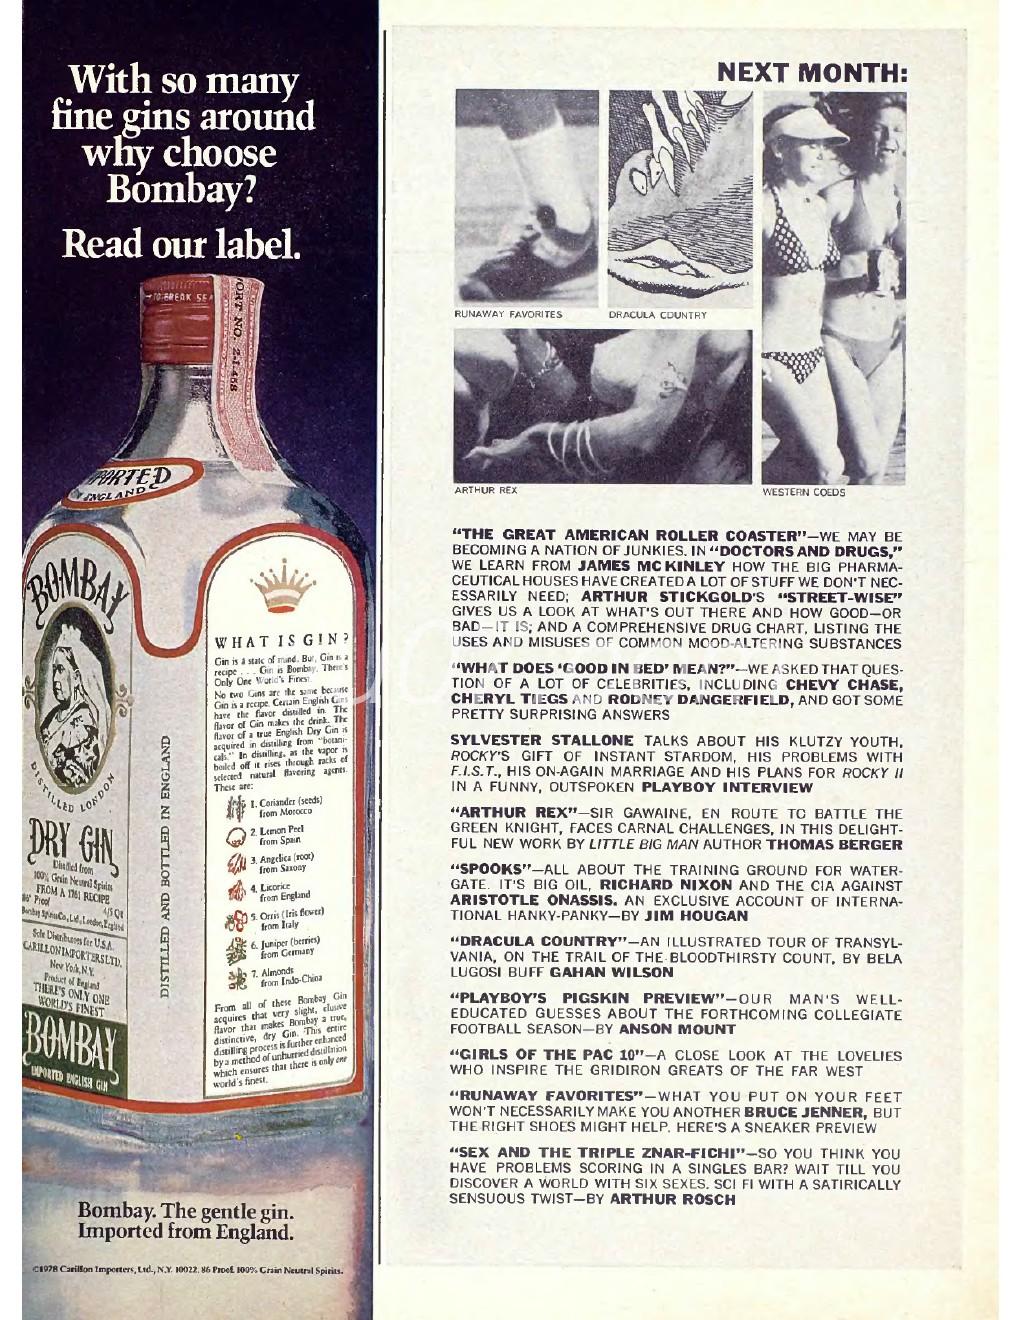 With so many
fine gins around
why choose
Bombay?
Read our label.
TO BREAK SEA
PORT NO. 21-468
IMPORTED
ENGLAND
BOMBAY
DISTILLED LONDON
DRY GIN
Distilled from
100% Grain Neutral Spirits
FROM A 1761 RECIPE
86° Proof
4/5 Qt
Bombay Spirits Co., Ltd., London, England
Sole Distributors for U.S.A.
CARILLON IMPORTERS LTD.
New York, N.Y.
Product of England
THERE'S ONLY ONE
WORLD'S FINEST
BOMBAY
IMPORTED ENGLISH GIN
DISTILLED AND BOTTLED IN ENGLAND
WHAT IS GIN?
Gin is a state of mind. But, Gin is a
recipe . . . Gin is Bombay. There's
Only One World's Finest.
No two Gins are the same because
Gin is a recipe. Certain English Gins
have the flavor distilled in. The
flavor of Gin makes the drink. The
flavor of a true English Dry Gin is
acquired in distilling from "botani-
cals." In distilling, as the vapor is
boiled off it rises through racks of
selected natural flavoring agents.
These are:
1. Coriander (seeds)
from Morocco
2. Lemon Peel
from Spain
3. Angelica (root)
from Saxony
4. Licorice
from England
5. Orris (Iris flower)
from Italy
6. Juniper (berries)
from Germany
7. Almonds
from Indo-China
From all of these Bombay Gin
acquires that very slight, elusive
flavor that makes Bombay a true,
distinctive, dry Gin. This entire
distilling process is further enhanced
by a method of unhurried distillation
which ensures that there is only one
world's finest.
Bombay. The gentle gin.
Imported from England.
©1978 Carillon Importers, Ltd., N.Y. 10022. 86 Proof. 100% Grain Neutral Spirits.
NEXT MONTH:
RUNAWAY FAVORITES
DRACULA COUNTRY
ARTHUR REX
WESTERN COEDS
"THE GREAT AMERICAN ROLLER COASTER"—WE MAY BE
BECOMING A NATION OF JUNKIES. IN "DOCTORS AND DRUGS,"
WE LEARN FROM JAMES MC KINLEY HOW THE BIG PHARMA-
CEUTICAL HOUSES HAVE CREATED A LOT OF STUFF WE DON'T NEC-
ESSARILY NEED; ARTHUR STICKGOLD'S "STREET-WISE"
GIVES US A LOOK AT WHAT'S OUT THERE AND HOW GOOD—OR
BAD—IT IS; AND A COMPREHENSIVE DRUG CHART, LISTING THE
USES AND MISUSES OF COMMON MOOD-ALTERING SUBSTANCES
"WHAT DOES 'GOOD IN BED' MEAN?"—WE ASKED THAT QUES-
TION OF A LOT OF CELEBRITIES, INCLUDING CHEVY CHASE,
CHERYL TIEGS AND RODNEY DANGERFIELD, AND GOT SOME
PRETTY SURPRISING ANSWERS
SYLVESTER STALLONE TALKS ABOUT HIS KLUTZY YOUTH,
ROCKY'S GIFT OF INSTANT STARDOM, HIS PROBLEMS WITH
F.I.S.T., HIS ON-AGAIN MARRIAGE AND HIS PLANS FOR ROCKY II
IN A FUNNY, OUTSPOKEN PLAYBOY INTERVIEW
"ARTHUR REX"—SIR GAWAINE, EN ROUTE TO BATTLE THE
GREEN KNIGHT, FACES CARNAL CHALLENGES, IN THIS DELIGHT-
FUL NEW WORK BY LITTLE BIG MAN AUTHOR THOMAS BERGER
"SPOOKS"—ALL ABOUT THE TRAINING GROUND FOR WATER-
GATE. IT'S BIG OIL, RICHARD NIXON AND THE CIA AGAINST
ARISTOTLE ONASSIS. AN EXCLUSIVE ACCOUNT OF INTERNA-
TIONAL HANKY-PANKY—BY JIM HOUGAN
"DRACULA COUNTRY"—AN ILLUSTRATED TOUR OF TRANSYL-
VANIA, ON THE TRAIL OF THE BLOODTHIRSTY COUNT, BY BELA
LUGOSI BUFF GAHAN WILSON
"PLAYBOY'S PIGSKIN PREVIEW"—OUR MAN'S WELL-
EDUCATED GUESSES ABOUT THE FORTHCOMING COLLEGIATE
FOOTBALL SEASON—BY ANSON MOUNT
"GIRLS OF THE PAC 10"—A CLOSE LOOK AT THE LOVELIES
WHO INSPIRE THE GRIDIRON GREATS OF THE FAR WEST
"RUNAWAY FAVORITES"—WHAT YOU PUT ON YOUR FEET
WON'T NECESSARILY MAKE YOU ANOTHER BRUCE JENNER, BUT
THE RIGHT SHOES MIGHT HELP. HERE'S A SNEAKER PREVIEW
"SEX AND THE TRIPLE ZNAR-FICHI"—SO YOU THINK YOU
HAVE PROBLEMS SCORING IN A SINGLES BAR? WAIT TILL YOU
DISCOVER A WORLD WITH SIX SEXES. SCI FI WITH A SATIRICALLY
SENSUOUS TWIST—BY ARTHUR ROSCH